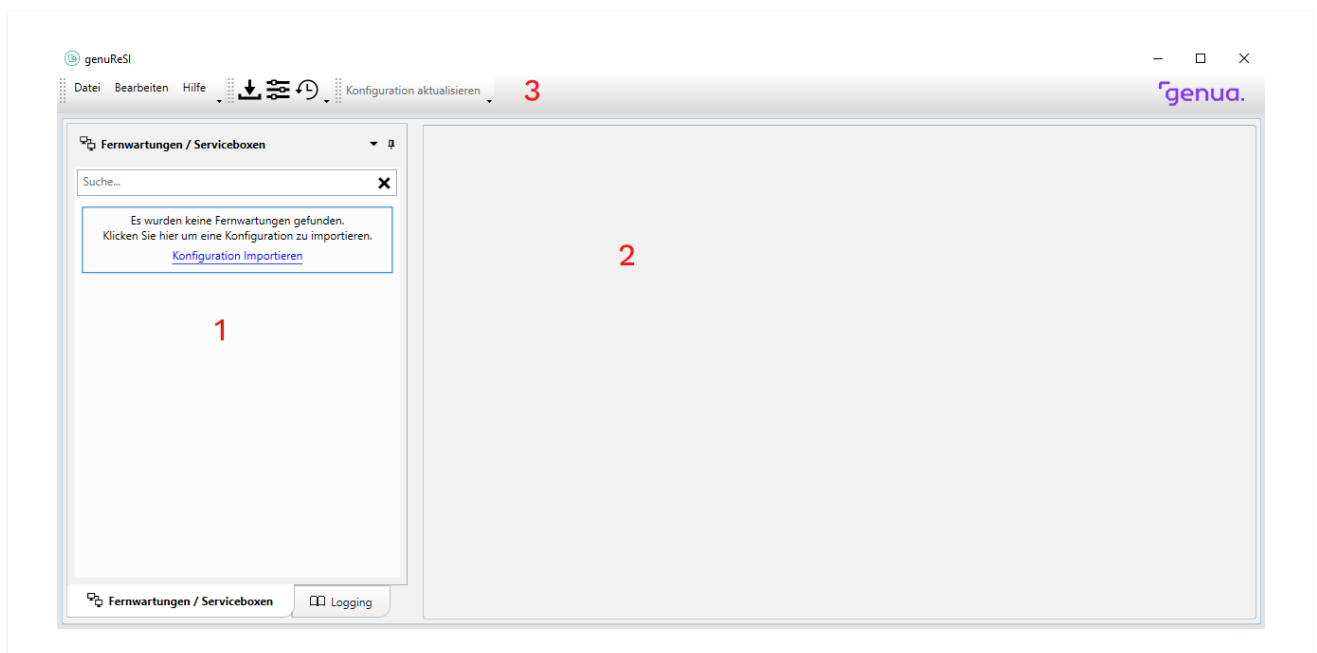 genuReSI
Datei Bearbeiten Hilfe Konfiguration aktualisieren 3 genua.
Fernwartungen / Serviceboxen
Suche...
Es wurden keine Fernwartungen gefunden.
Klicken Sie hier um eine Konfiguration zu importieren.
Konfiguration Importieren
2
1
Fernwartungen / Serviceboxen Logging